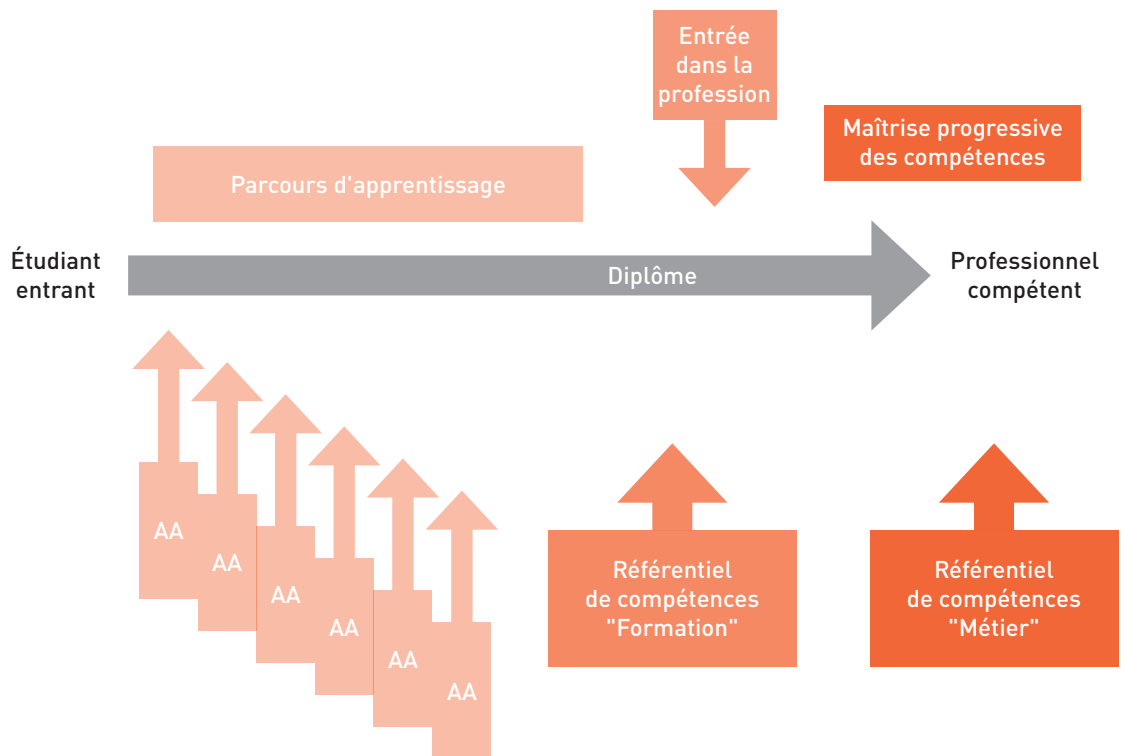 Entrée
dans la
profession
Maîtrise progressive
des compétences
Parcours d'apprentissage
Étudiant
entrant
Diplôme
Professionnel
compétent
AA
AA
AA
AA
AA
AA
Référentiel
de compétences
"Formation"
Référentiel
de compétences
"Métier"